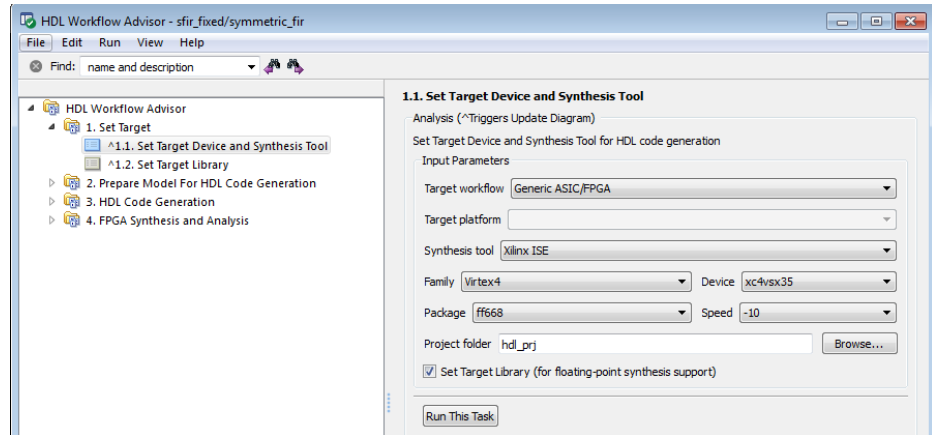 HDL Workflow Advisor - sfir_fixed/symmetric_fir
File Edit Run View Help
Find: name and description
HDL Workflow Advisor
1. Set Target
^1.1. Set Target Device and Synthesis Tool
^1.2. Set Target Library
2. Prepare Model For HDL Code Generation
3. HDL Code Generation
4. FPGA Synthesis and Analysis
1.1. Set Target Device and Synthesis Tool
Analysis (^Triggers Update Diagram)
Set Target Device and Synthesis Tool for HDL code generation
Input Parameters
Target workflow Generic ASIC/FPGA
Target platform
Synthesis tool Xilinx ISE
Family Virtex4 Device xc4vsx35
Package ff668 Speed -10
Project folder hdl_prj Browse...
Set Target Library (for floating-point synthesis support)
Run This Task